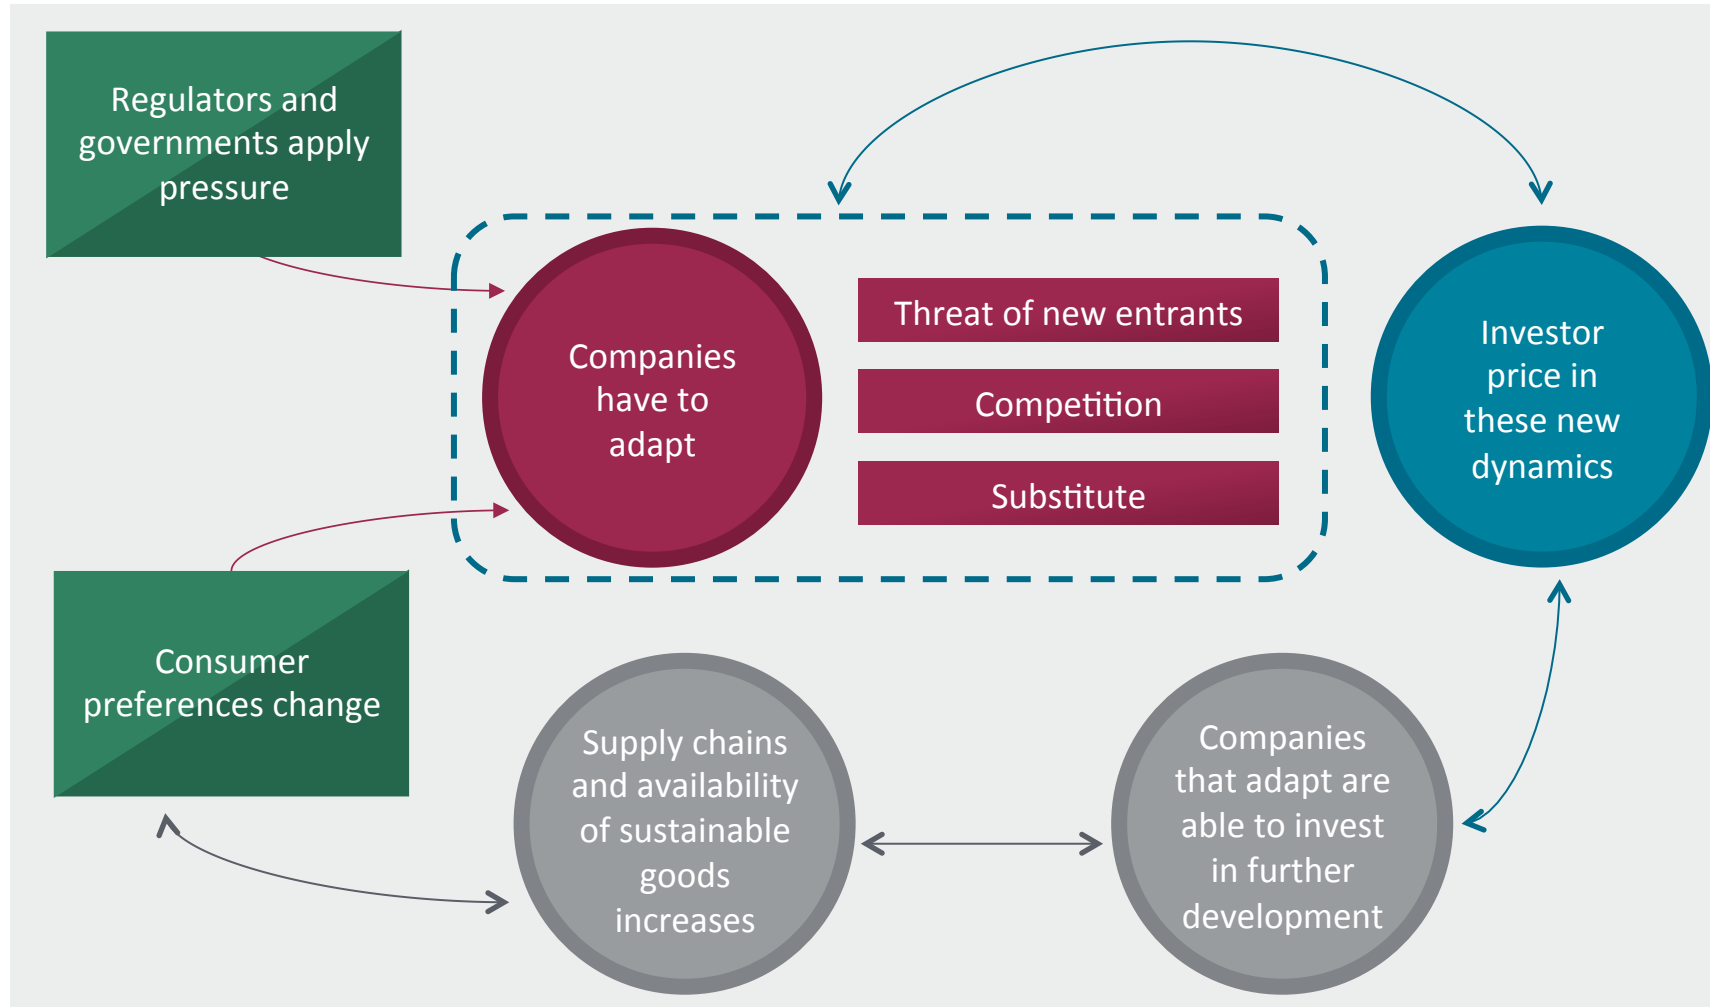 Regulators and
governments apply
pressure
Companies
have to
adapt
Threat of new entrants
Competition
Substitute
Investor
price in
these new
dynamics
Consumer
preferences change
Supply chains
and availability
of sustainable
goods
increases
Companies
that adapt are
able to invest
in further
development